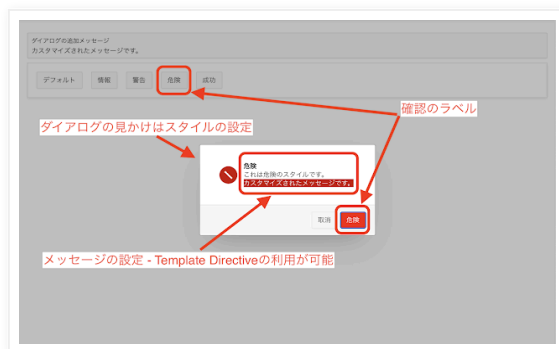 ダイアログの追加メッセージ
カスタマイズされたメッセージです。
デフォルト 情報 警告 危険 成功
確認のラベル
ダイアログの見かけはスタイルの設定
危険
これは危険のスタイルです。
カスタマイズされたメッセージです。
取消 危険
メッセージの設定 - Template Directiveの利用が可能